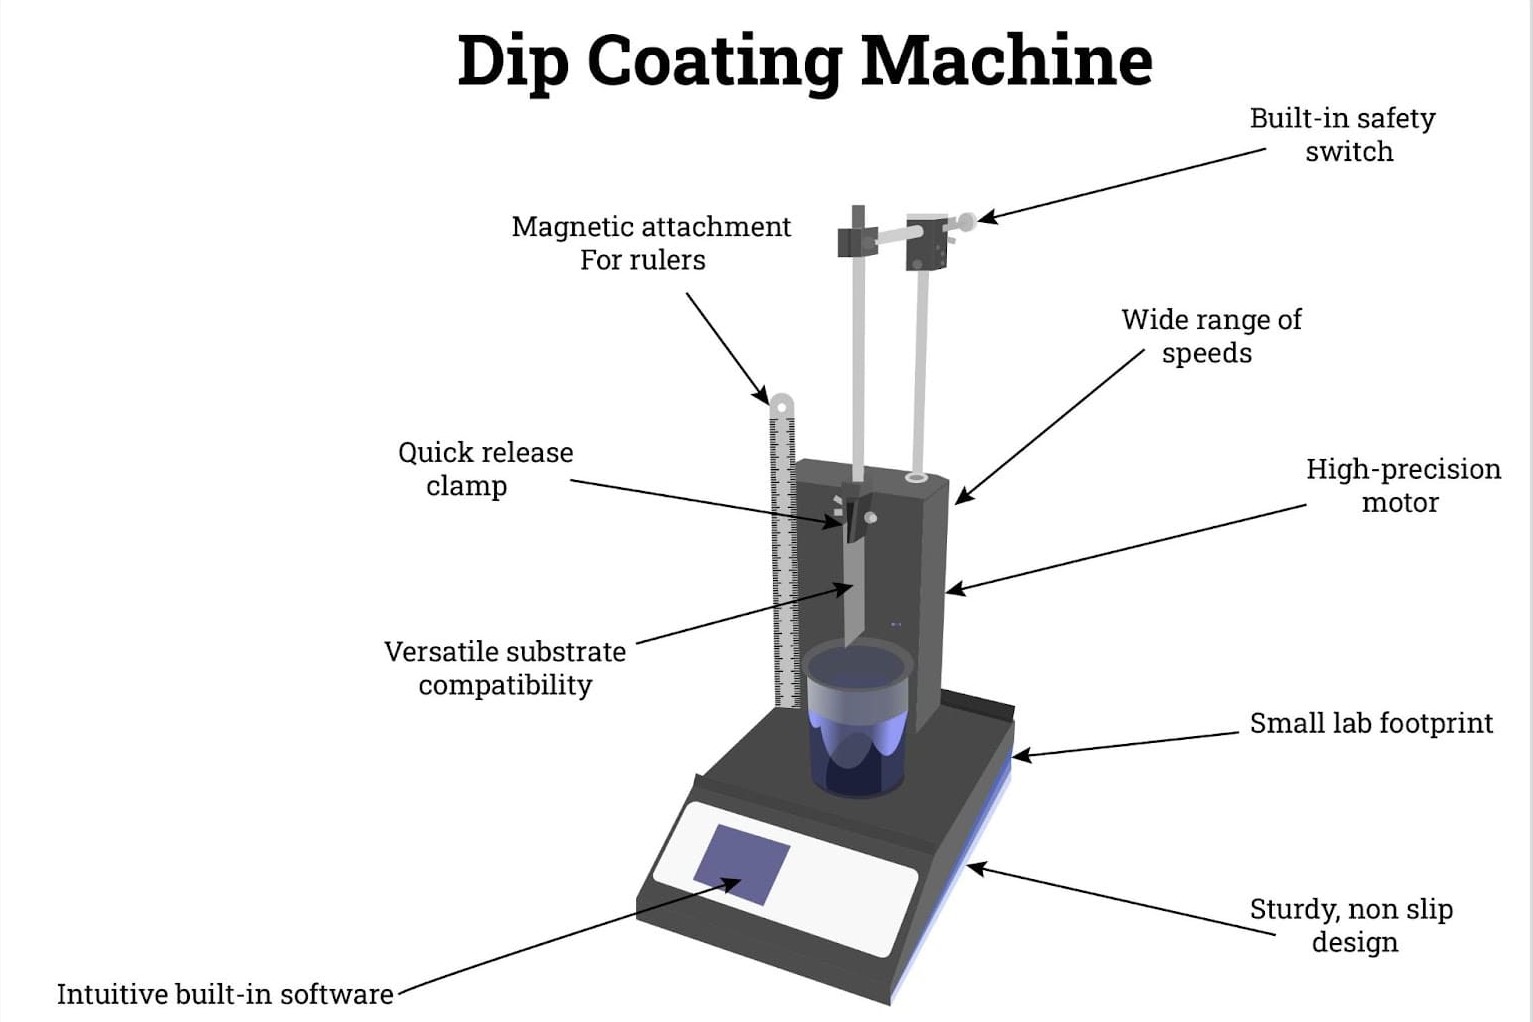 Dip Coating Machine
Built-in safety
switch
Magnetic attachment
For rulers
Wide range of
speeds
Quick release
clamp
High-precision
motor
Versatile substrate
compatibility
Small lab footprint
Sturdy, non slip
design
Intuitive built-in software